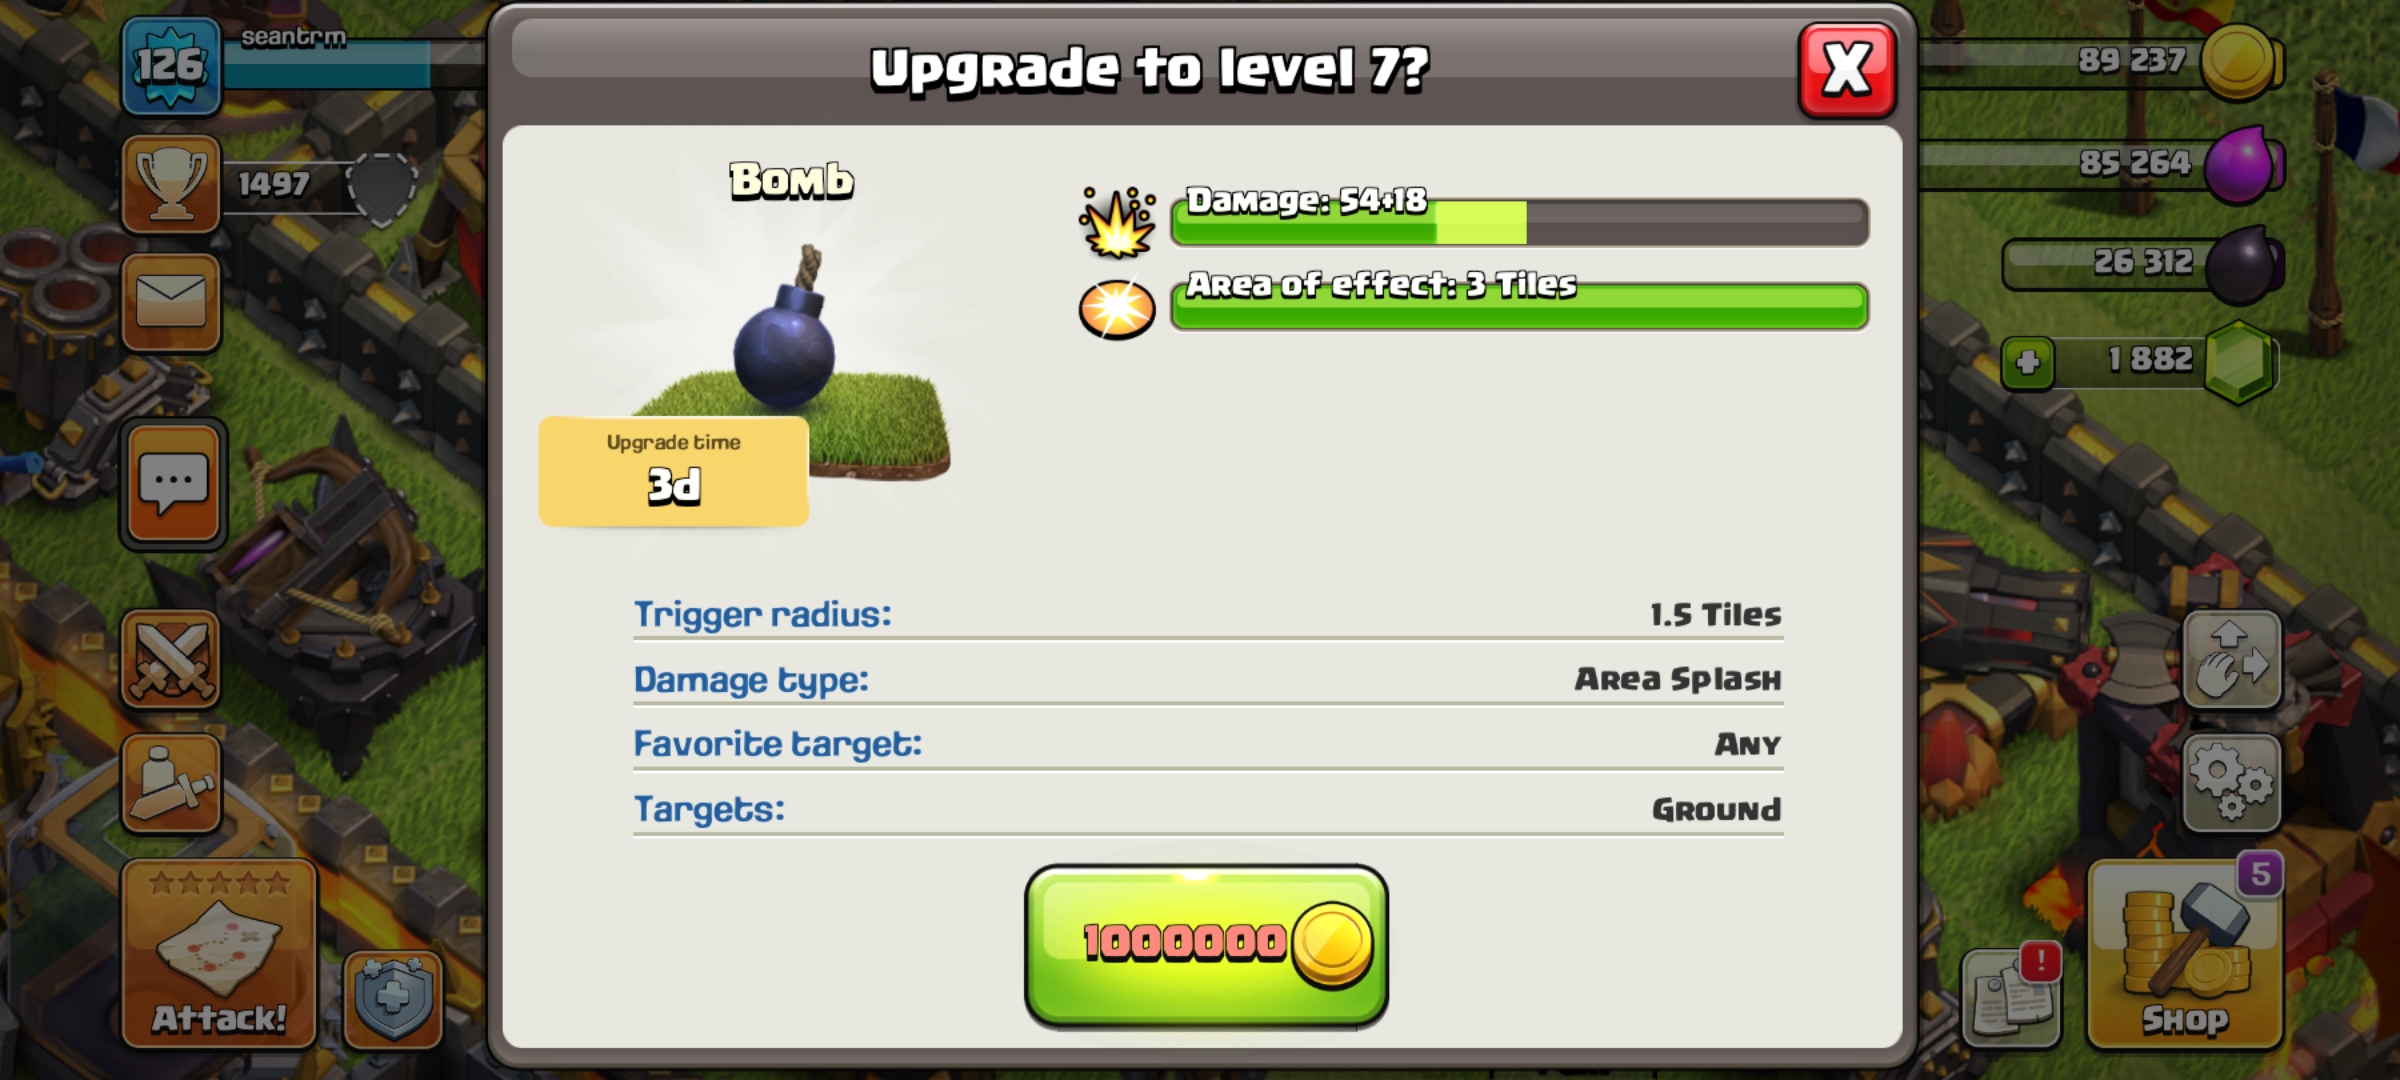 126
seantrm
1497
Attack!
Upgrade to level 7?
X
Bomb
Upgrade time
3d
Damage: 54+18
Area of effect: 3 Tiles
Trigger radius: 1.5 Tiles
Damage type: Area Splash
Favorite target: Any
Targets: Ground
1000000
89 237
85 264
26 312
1 882
5
!
Shop